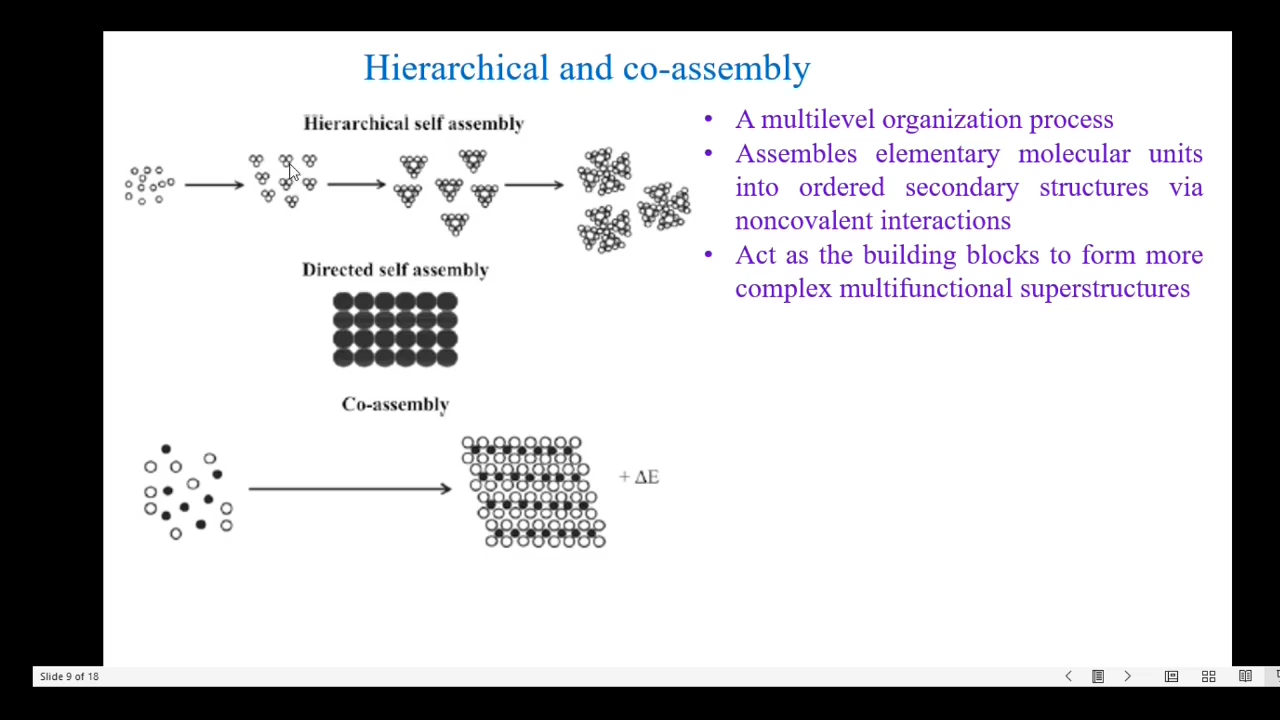 Hierarchical and co-assembly
Hierarchical self assembly
Directed self assembly
Co-assembly
+ ΔE
• A multilevel organization process
• Assembles elementary molecular units
into ordered secondary structures via
noncovalent interactions
• Act as the building blocks to form more
complex multifunctional superstructures
Slide 9 of 18